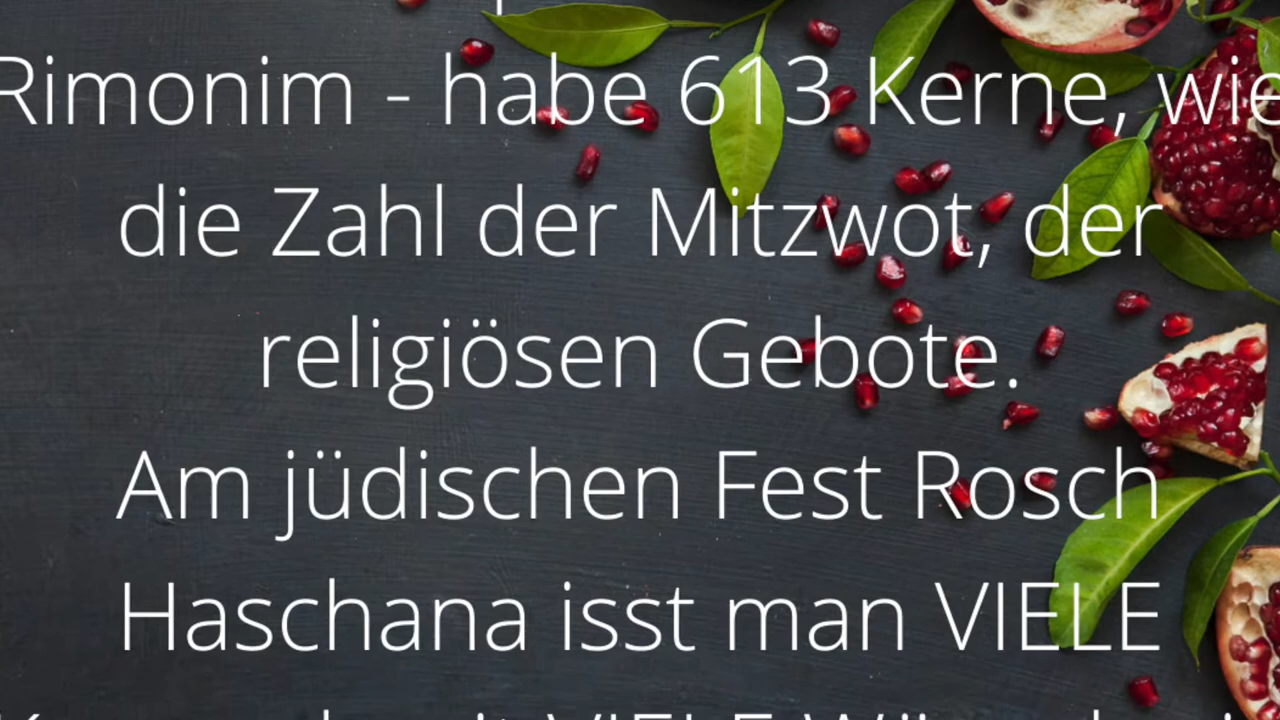 Rimonim - habe 613 Kerne, wie
die Zahl der Mitzwot, der
religiösen Gebote.
Am jüdischen Fest Rosch
Haschana isst man VIELE
VIELE